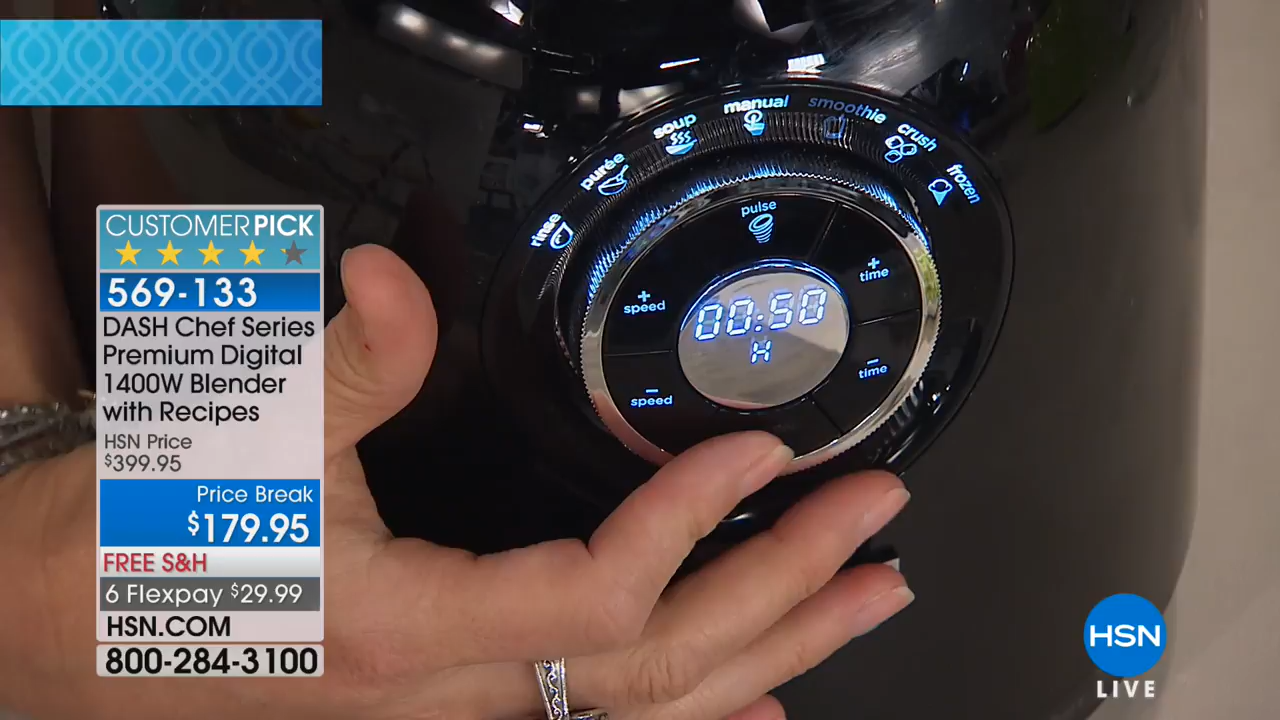 CUSTOMER PICK
569-133
DASH Chef Series
Premium Digital
1400W Blender
with Recipes
HSN Price
$399.95
Price Break
$179.95
FREE S&H
6 Flexpay $29.99
HSN.COM
800-284-3100
rinse
purée
soup
manual
smoothie
crush
frozen
pulse
+
speed
+
time
00:50
H
−
speed
−
time
HSN
LIVE